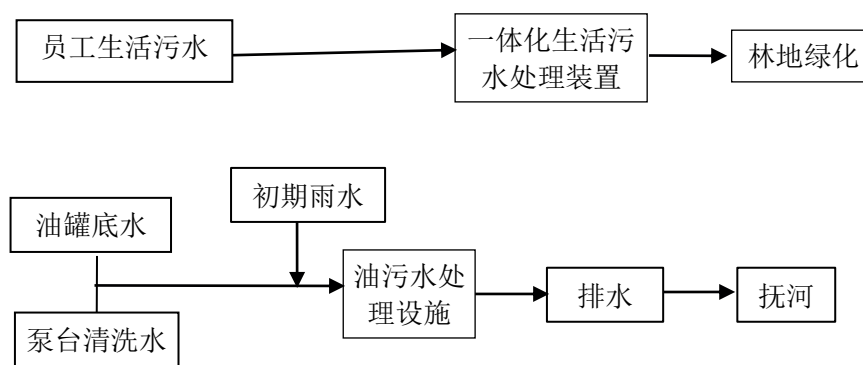 员工生活污水
一体化生活污
水处理装置
林地绿化
初期雨水
油罐底水
油污水处
理设施
排水
抚河
泵台清洗水